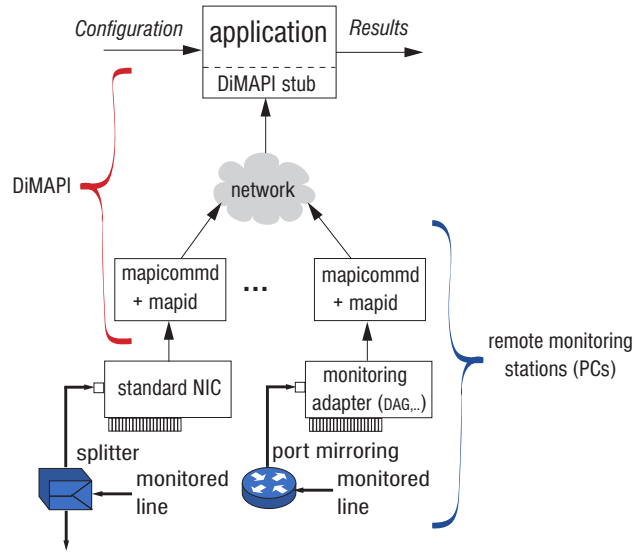 Configuration
application
Results
DiMAPI stub
DiMAPI
network
mapicommd
+ mapid
...
mapicommd
+ mapid
remote monitoring
stations (PCs)
standard NIC
monitoring
adapter (DAG,..)
splitter
port mirroring
monitored
line
monitored
line